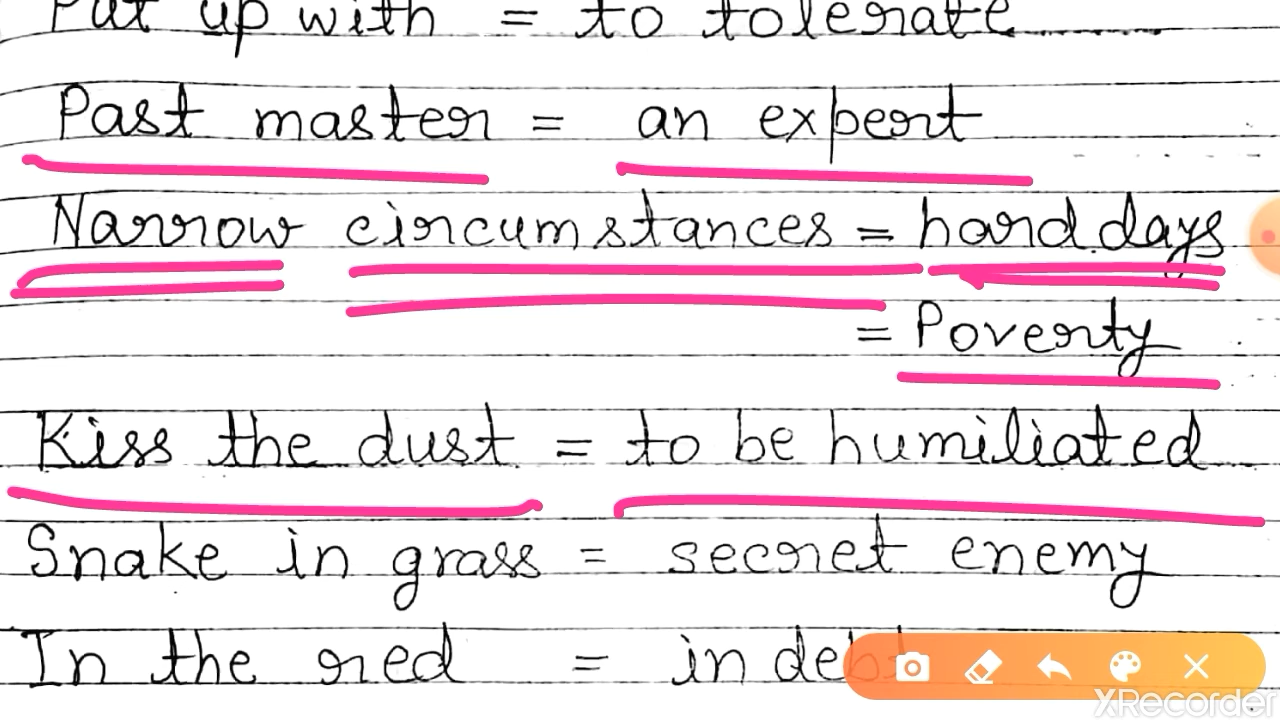 Put up with = to tolerate
Past master = an expert
Narrow circumstances = hard days
= Poverty
Kiss the dust = to be humiliated
Snake in grass = secret enemy
In the red = in debt
XRecorder